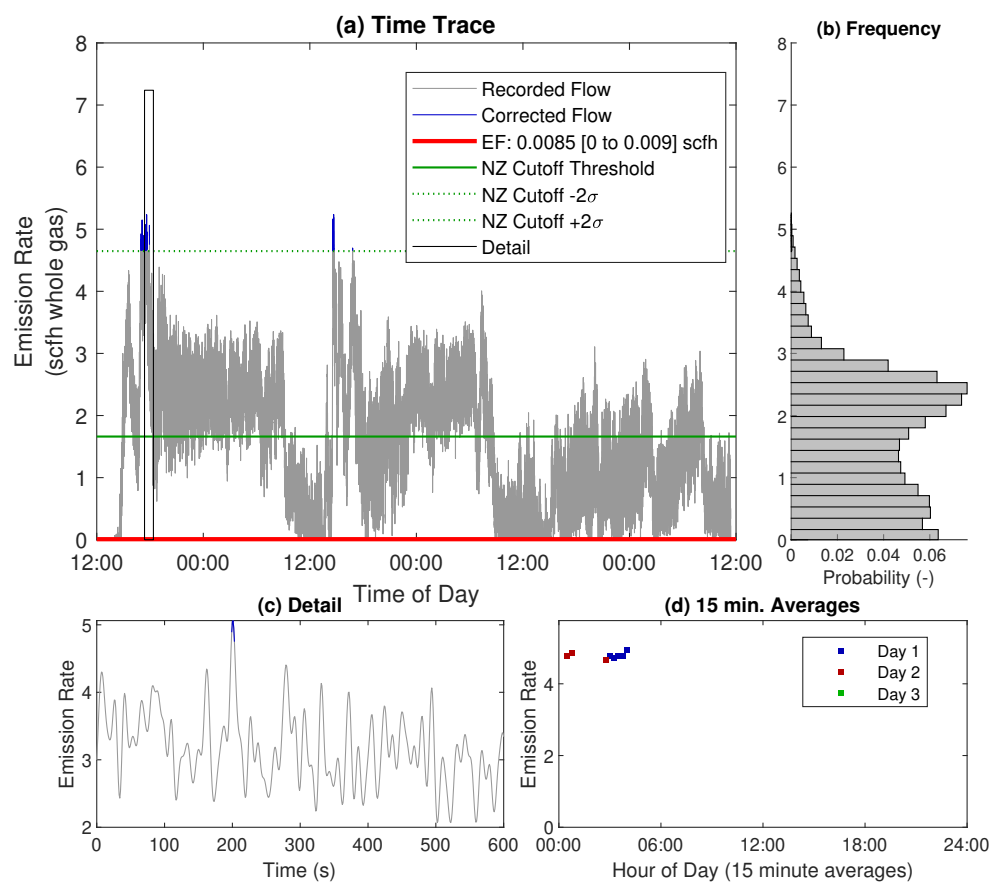 (a) Time Trace
(b) Frequency
8
7
6
5
4
3
2
1
0
Emission Rate
(scfh whole gas)
Recorded Flow
Corrected Flow
EF: 0.0085 [0 to 0.009] scfh
NZ Cutoff Threshold
NZ Cutoff -2σ
NZ Cutoff +2σ
Detail
12:00
00:00
12:00
00:00
12:00
00:00
12:00
Time of Day
8
7
6
5
4
3
2
1
0
0
0.02
0.04
0.06
Probability (-)
(c) Detail
5
4
3
2
Emission Rate
0
100
200
300
400
500
600
Time (s)
(d) 15 min. Averages
4
2
0
Emission Rate
Day 1
Day 2
Day 3
00:00
06:00
12:00
18:00
24:00
Hour of Day (15 minute averages)